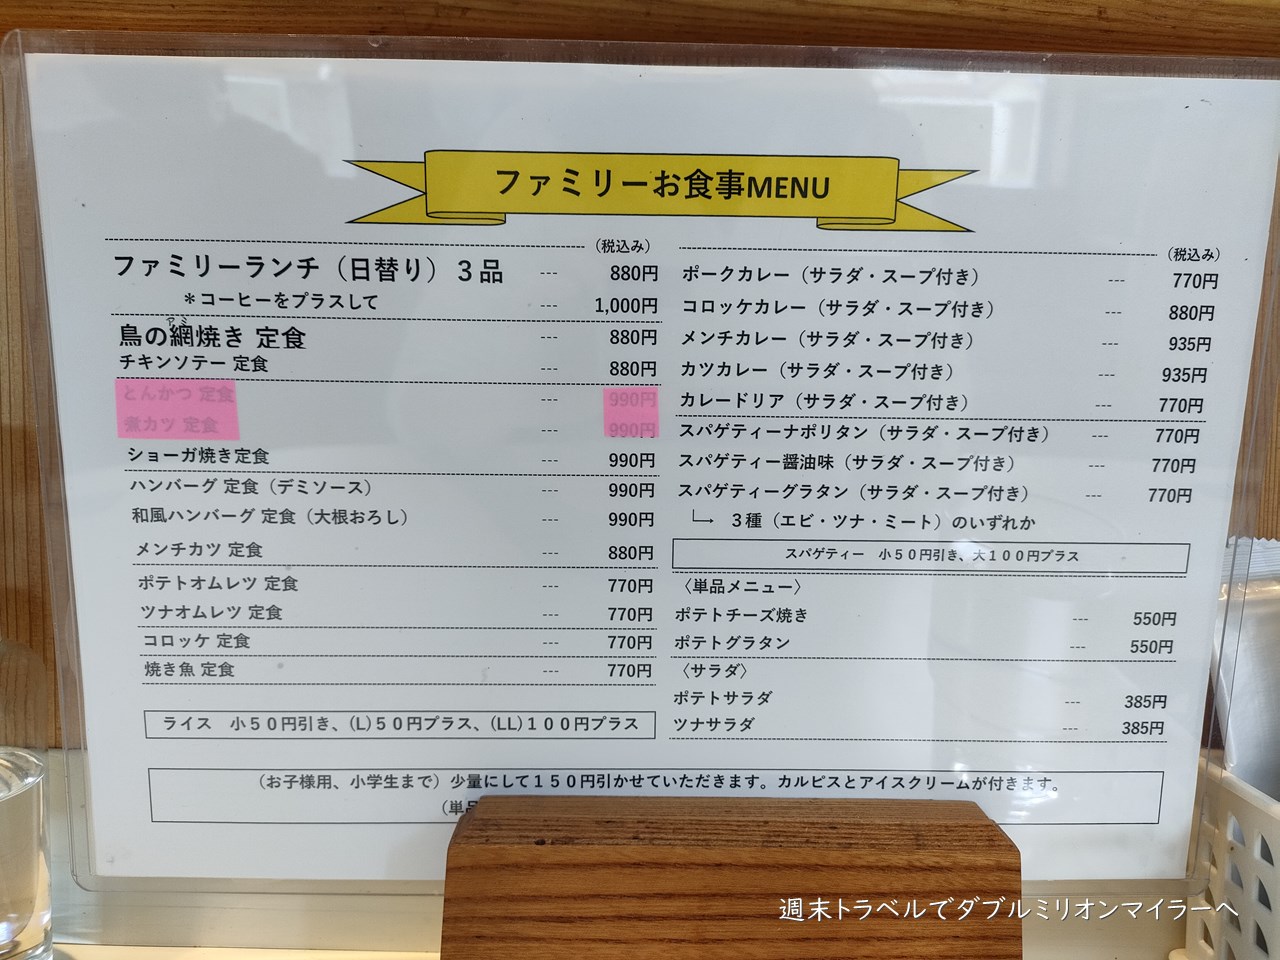 ファミリーお食事MENU
（税込み）
ファミリーランチ（日替り）３品 --- 880円
＊コーヒーをプラスして --- 1,000円
アミ
鳥の網焼き 定食 --- 880円
チキンソテー 定食 --- 880円
とんかつ 定食 --- 990円
煮カツ 定食 --- 990円
ショーガ焼き定食 --- 990円
ハンバーグ 定食（デミソース） --- 990円
和風ハンバーグ 定食（大根おろし） --- 990円
メンチカツ 定食 --- 880円
ポテトオムレツ 定食 --- 770円
ツナオムレツ 定食 --- 770円
コロッケ 定食 --- 770円
焼き魚 定食 --- 770円
ライス　小５０円引き、(L)５０円プラス、(LL)１００円プラス
（税込み）
ポークカレー（サラダ・スープ付き） --- 770円
コロッケカレー（サラダ・スープ付き） --- 880円
メンチカレー（サラダ・スープ付き） --- 935円
カツカレー（サラダ・スープ付き） --- 935円
カレードリア（サラダ・スープ付き） --- 770円
スパゲティーナポリタン（サラダ・スープ付き） --- 770円
スパゲティー醤油味（サラダ・スープ付き） --- 770円
スパゲティーグラタン（サラダ・スープ付き） --- 770円
３種（エビ・ツナ・ミート）のいずれか
スパゲティー　小５０円引き、大１００円プラス
〈単品メニュー〉
ポテトチーズ焼き --- 550円
ポテトグラタン --- 550円
〈サラダ〉
ポテトサラダ --- 385円
ツナサラダ --- 385円
（お子様用、小学生まで）少量にして１５０円引かせていただきます。カルピスとアイスクリームが付きます。
（単品
週末トラベルでダブルミリオンマイラーへ